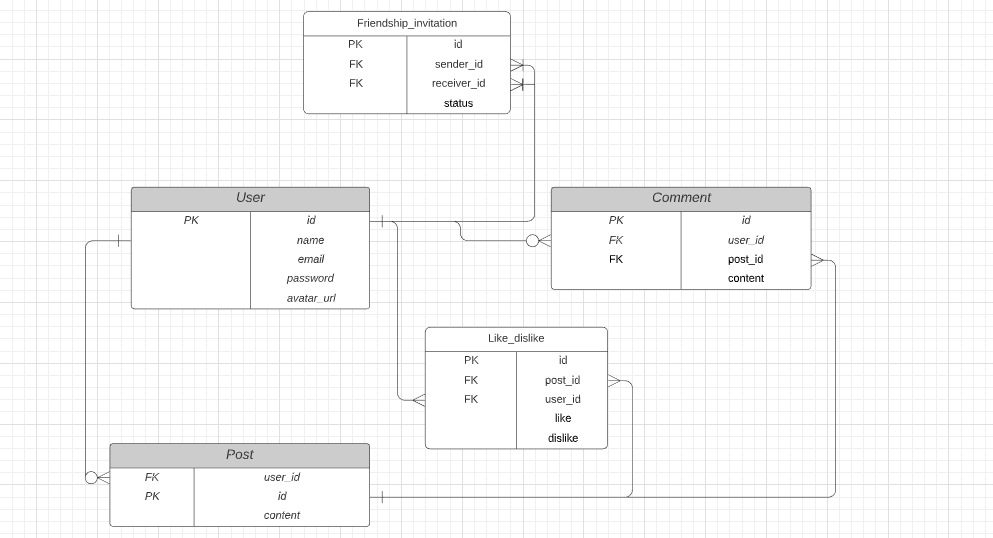 Friendship_invitation
PK id
FK sender_id
FK receiver_id
status
User
PK id
name
email
password
avatar_url
Comment
PK id
FK user_id
FK post_id
content
Like_dislike
PK id
FK post_id
FK user_id
like
dislike
Post
FK user_id
PK id
content